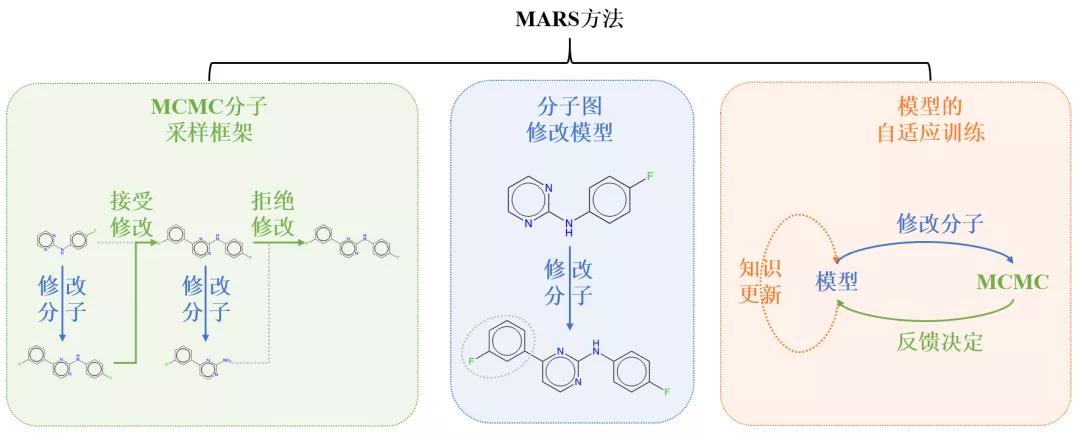 MARS方法
MCMC分子
采样框架
接受
修改
拒绝
修改
修改
分子
修改
分子
分子图
修改模型
N
N
N
H
F
修改
分子
F
N
N
H
N
F
模型的
自适应训练
修改分子
知识
更新
模型
MCMC
反馈决定